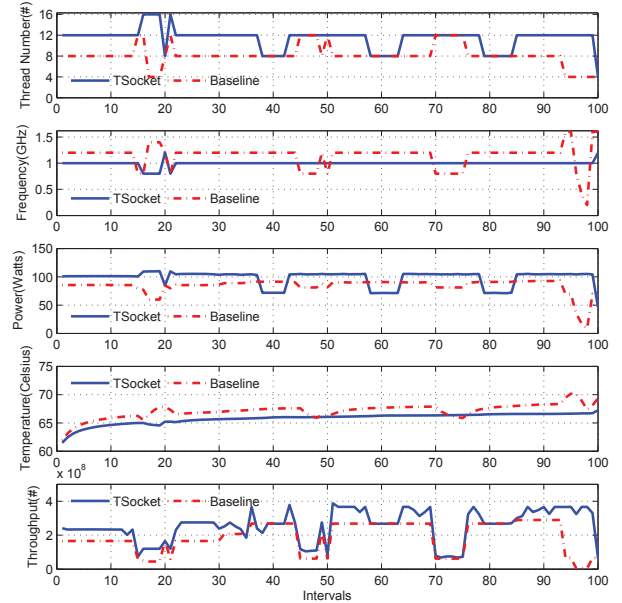 Thread Number(#)
16
12
8
4
0
TSocket
Baseline
0 10 20 30 40 50 60 70 80 90 100
Frequency(GHz)
1.5
1
0.5
0
TSocket
Baseline
0 10 20 30 40 50 60 70 80 90 100
Power(Watts)
150
100
50
0
TSocket
Baseline
0 10 20 30 40 50 60 70 80 90 100
Temperature(Celsius)
75
70
65
60
TSocket
Baseline
0 10 20 30 40 50 60 70 80 90 100
x 10^8
Throughput(#)
4
2
0
TSocket
Baseline
0 10 20 30 40 50 60 70 80 90 100
Intervals